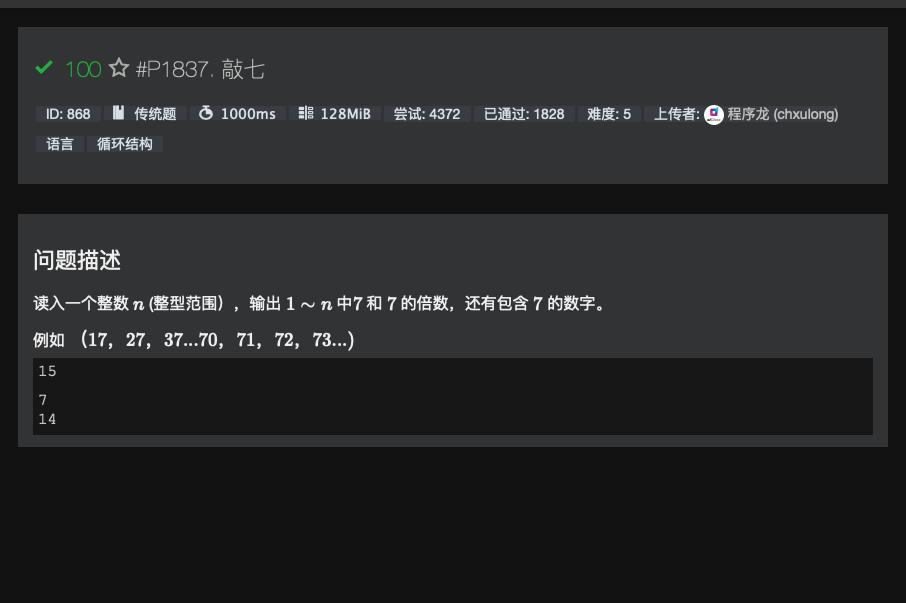 100 #P1837. 敲七
ID: 868 传统题 1000ms 128MiB 尝试: 4372 已通过: 1828 难度: 5 上传者: 程序龙 (chxulong)
语言 循环结构
问题描述
读入一个整数 n (整型范围），输出 1 ∼ n 中7 和 7 的倍数，还有包含 7 的数字。
例如 （17，27，37...70，71，72，73...)
15
7
14